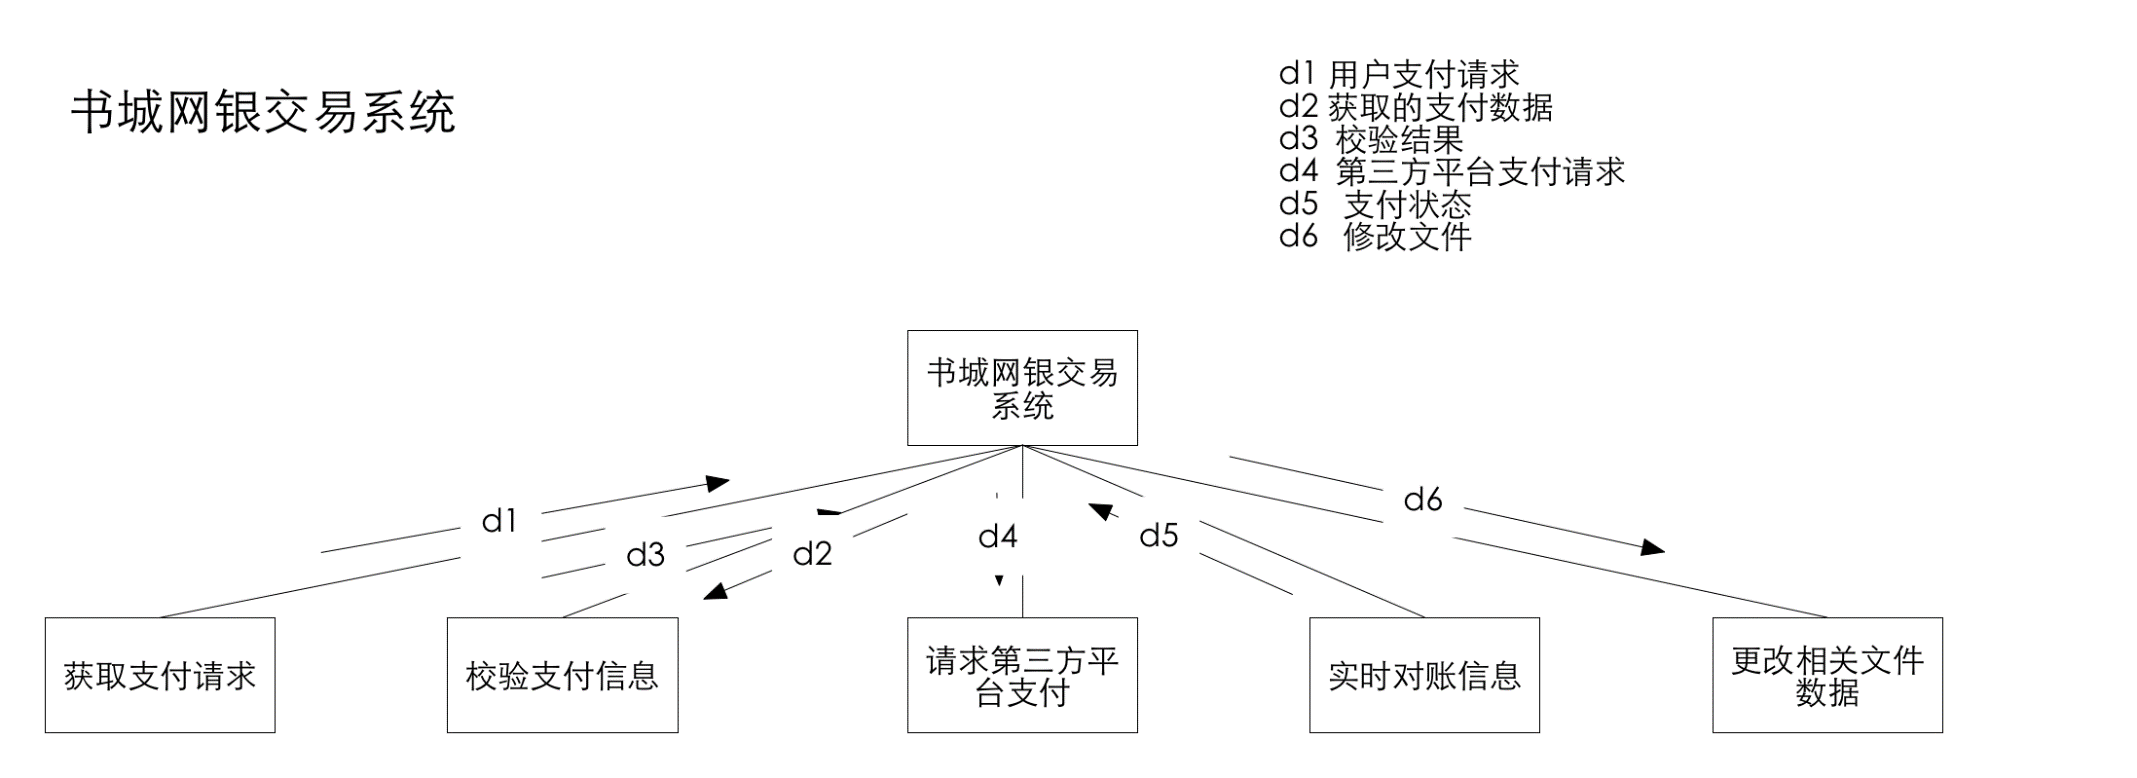 书城网银交易系统
d1 用户支付请求
d2 获取的支付数据
d3 校验结果
d4 第三方平台支付请求
d5 支付状态
d6 修改文件
书城网银交易
系统
d1
d3
d2
d4
d5
d6
获取支付请求
校验支付信息
请求第三方平
台支付
实时对账信息
更改相关文件
数据